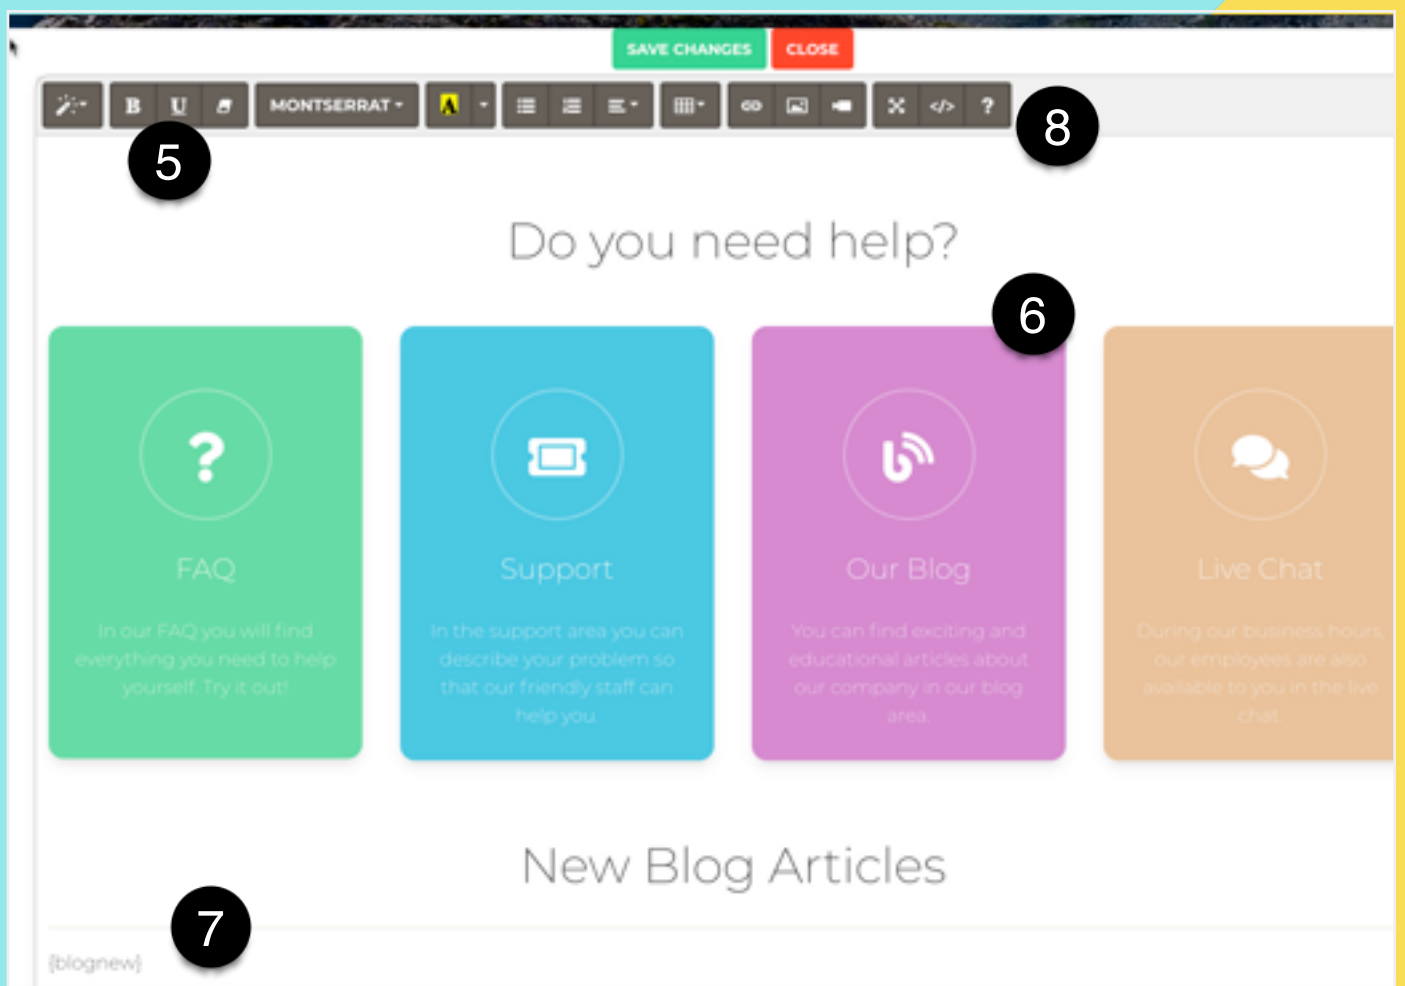 SAVE CHANGES CLOSE
B U MONTSERRAT A </> ?
5
8
Do you need help?
6
?
FAQ
In our FAQ you will find
everything you need to help
yourself. Try it out!
Support
In the support area you can
describe your problem so
that our friendly staff can
help you.
b
Our Blog
You can find exciting and
educational articles about
our company in our blog
area.
Live Chat
During our business hours,
our employees are also
available to you in the live
chat.
New Blog Articles
7
{blognew}